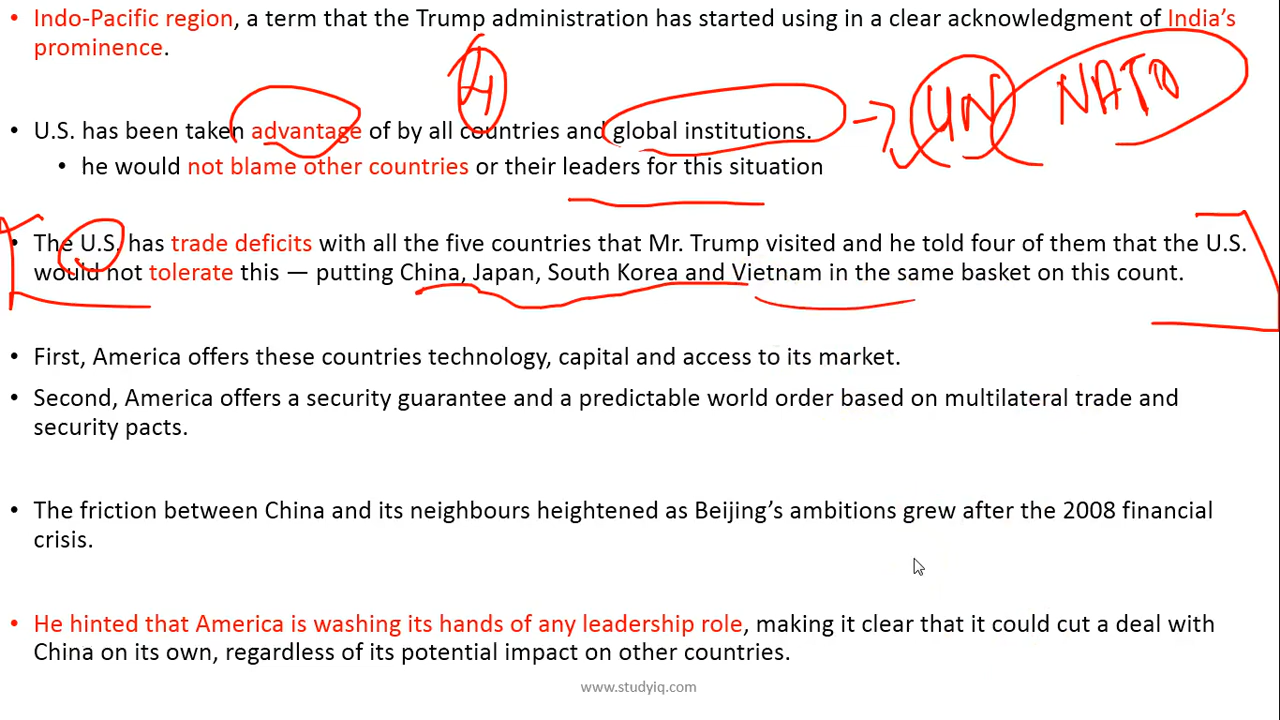 • Indo-Pacific region, a term that the Trump administration has started using in a clear acknowledgment of India's
prominence.
• U.S. has been taken advantage of by all countries and global institutions.
UN NATO
• he would not blame other countries or their leaders for this situation
• The U.S. has trade deficits with all the five countries that Mr. Trump visited and he told four of them that the U.S.
would not tolerate this — putting China, Japan, South Korea and Vietnam in the same basket on this count.
• First, America offers these countries technology, capital and access to its market.
• Second, America offers a security guarantee and a predictable world order based on multilateral trade and
security pacts.
• The friction between China and its neighbours heightened as Beijing's ambitions grew after the 2008 financial
crisis.
• He hinted that America is washing its hands of any leadership role, making it clear that it could cut a deal with
China on its own, regardless of its potential impact on other countries.
www.studyiq.com